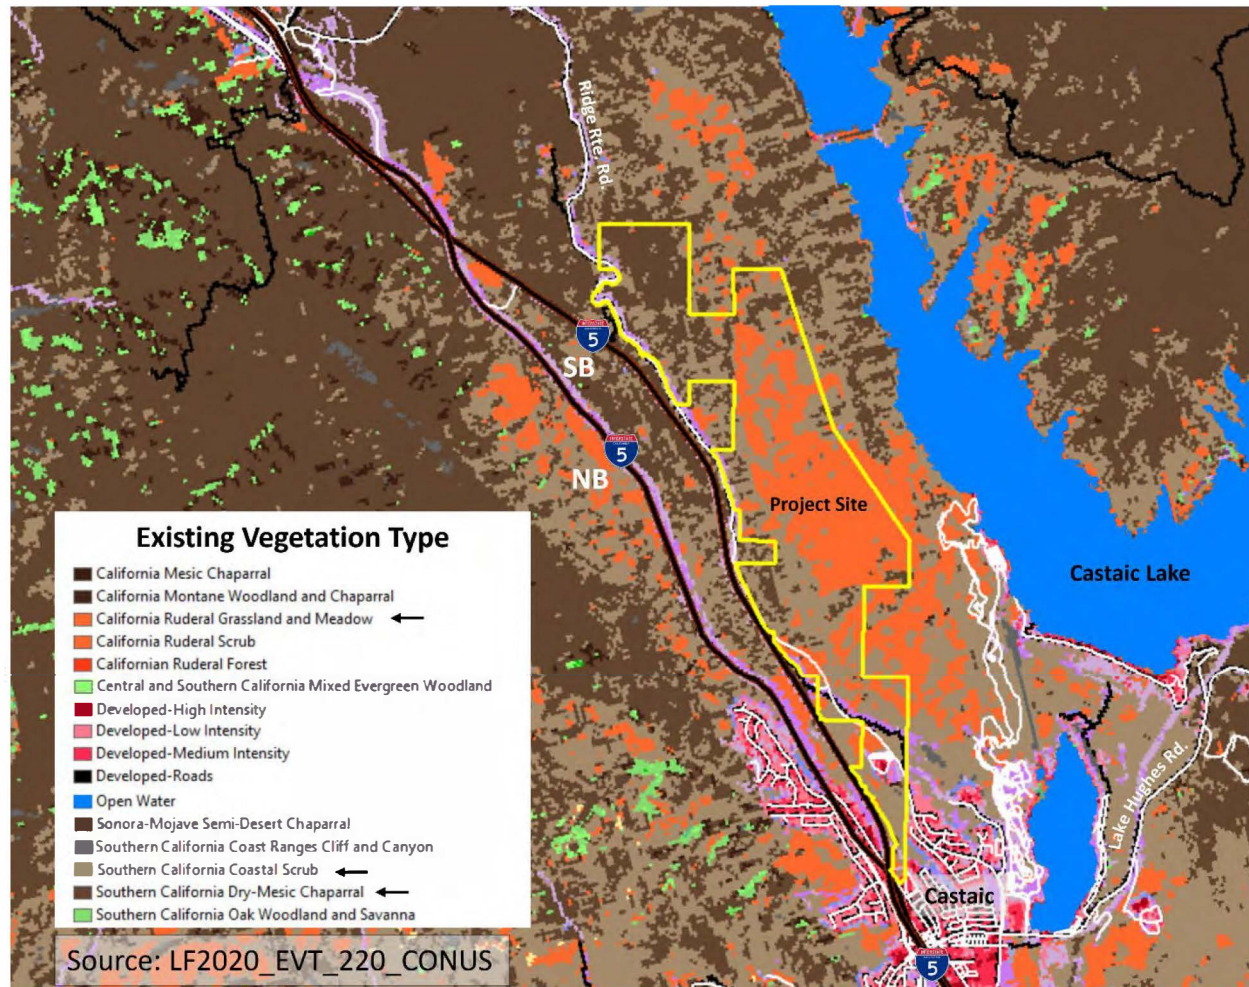 Ridge Rte. Rd.
INTERSTATE
5
SB
INTERSTATE
5
NB
Project Site
Castaic Lake
Existing Vegetation Type
California Mesic Chaparral
California Montane Woodland and Chaparral
California Ruderal Grassland and Meadow
California Ruderal Scrub
Californian Ruderal Forest
Central and Southern California Mixed Evergreen Woodland
Developed-High Intensity
Developed-Low Intensity
Developed-Medium Intensity
Developed-Roads
Open Water
Sonora-Mojave Semi-Desert Chaparral
Southern California Coast Ranges Cliff and Canyon
Southern California Coastal Scrub
Southern California Dry-Mesic Chaparral
Southern California Oak Woodland and Savanna
Lake Hughes Rd.
Castaic
Source: LF2020_EVT_220_CONUS
INTERSTATE
5